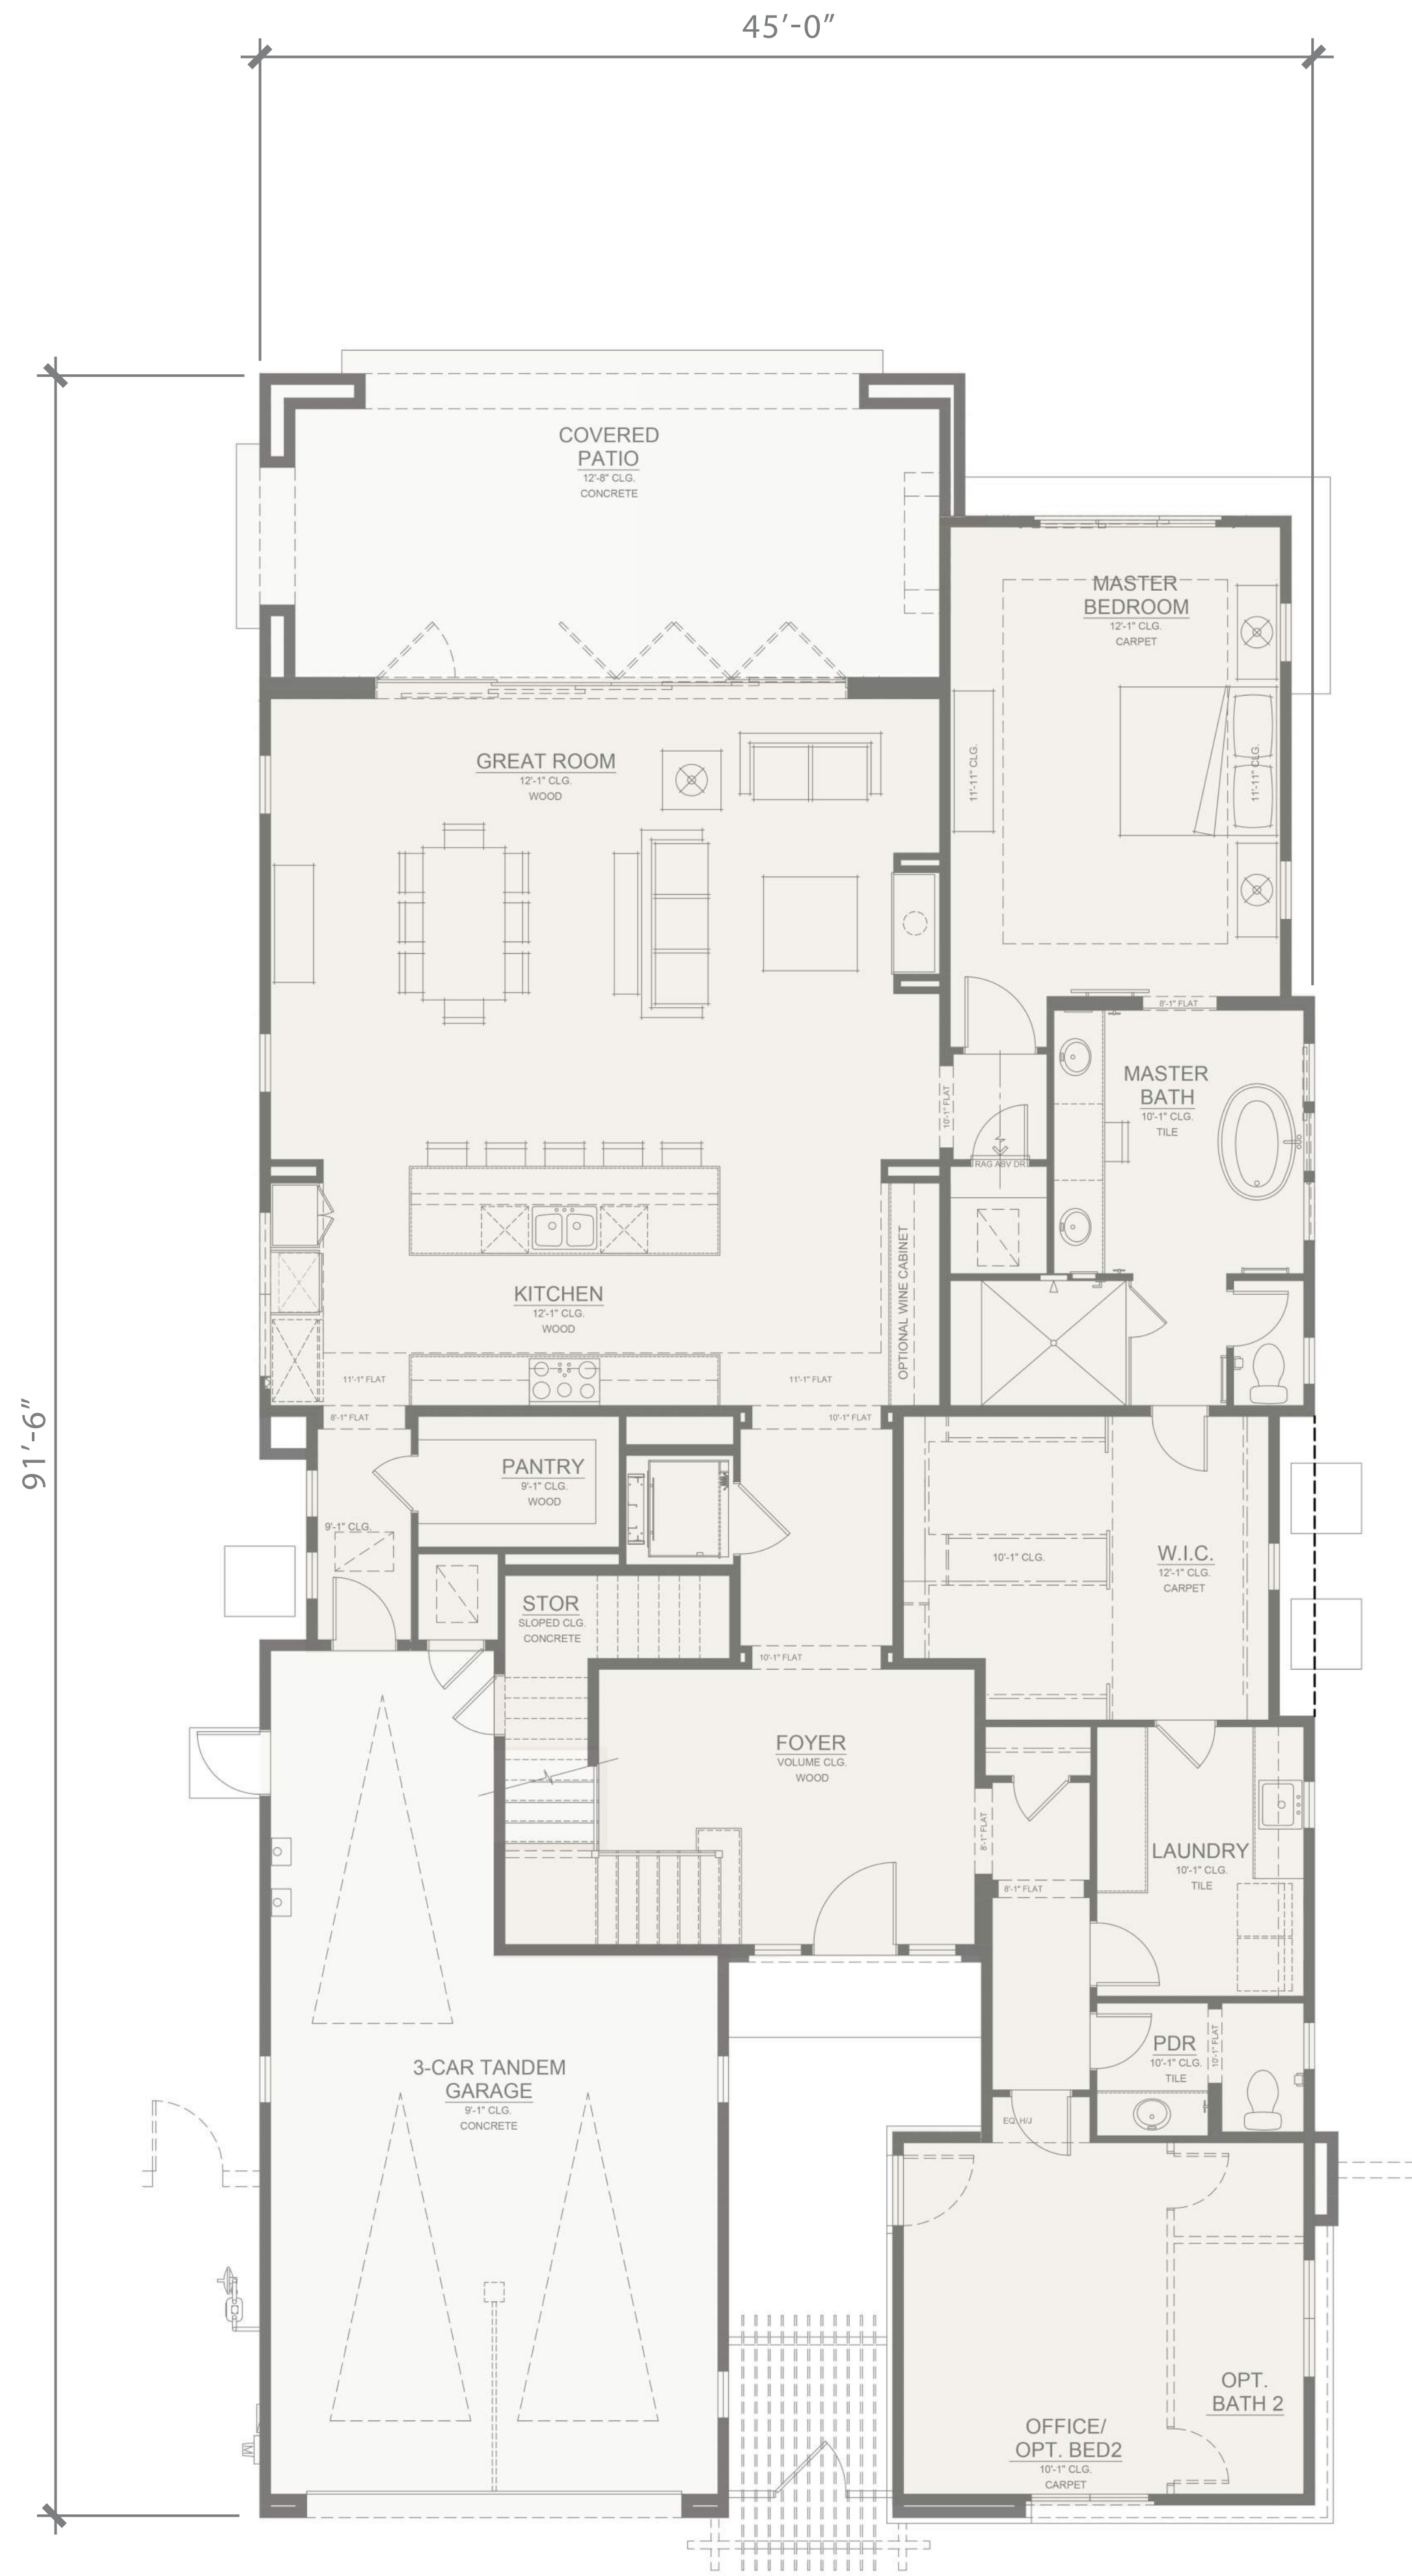 45'-0"
91'-6"
COVERED
PATIO
12'-8" CLG.
CONCRETE
MASTER
BEDROOM
12'-1" CLG.
CARPET
11'-11" CLG.
11'-11" CLG.
GREAT ROOM
12'-1" CLG.
WOOD
8'-1" FLAT
MASTER
BATH
10'-1" CLG.
TILE
10'-1" FLAT
RAG ABV DR
KITCHEN
12'-1" CLG.
WOOD
OPTIONAL WINE CABINET
11'-1" FLAT
11'-1" FLAT
8'-1" FLAT
10'-1" FLAT
PANTRY
9'-1" CLG.
WOOD
9'-1" CLG.
10'-1" CLG.
W.I.C.
12'-1" CLG.
CARPET
STOR
SLOPED CLG.
CONCRETE
10'-1" FLAT
FOYER
VOLUME CLG.
WOOD
8'-1" FLAT
8'-1" FLAT
LAUNDRY
10'-1" CLG.
TILE
PDR
10'-1" CLG.
TILE
10'-1" FLAT
3-CAR TANDEM
GARAGE
9'-1" CLG.
CONCRETE
EQ. H/J
OPT.
BATH 2
OFFICE/
OPT. BED2
10'-1" CLG.
CARPET
M